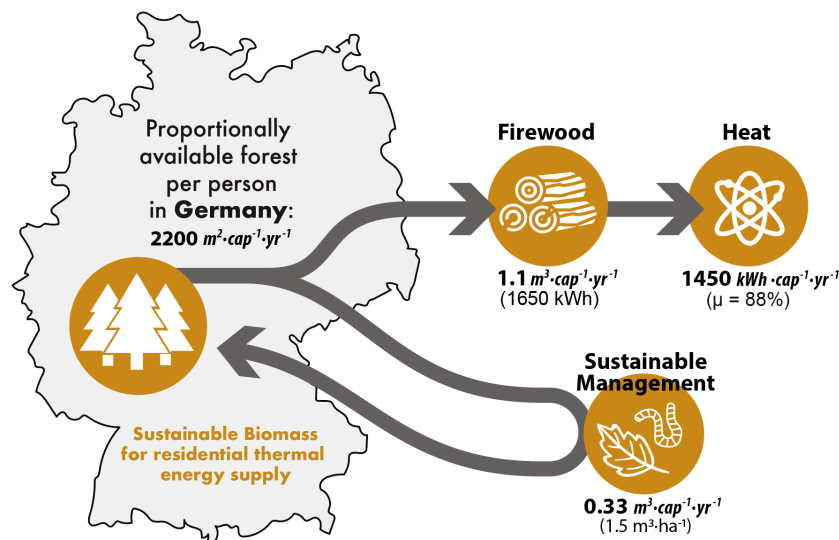 Proportionally
available forest
per person
in Germany:
2200 m²·cap⁻¹·yr⁻¹
Firewood
1.1 m³·cap⁻¹·yr⁻¹
(1650 kWh)
Heat
1450 kWh·cap⁻¹·yr⁻¹
(μ = 88%)
Sustainable
Management
0.33 m³·cap⁻¹·yr⁻¹
(1.5 m³·ha⁻¹)
Sustainable Biomass
for residential thermal
energy supply